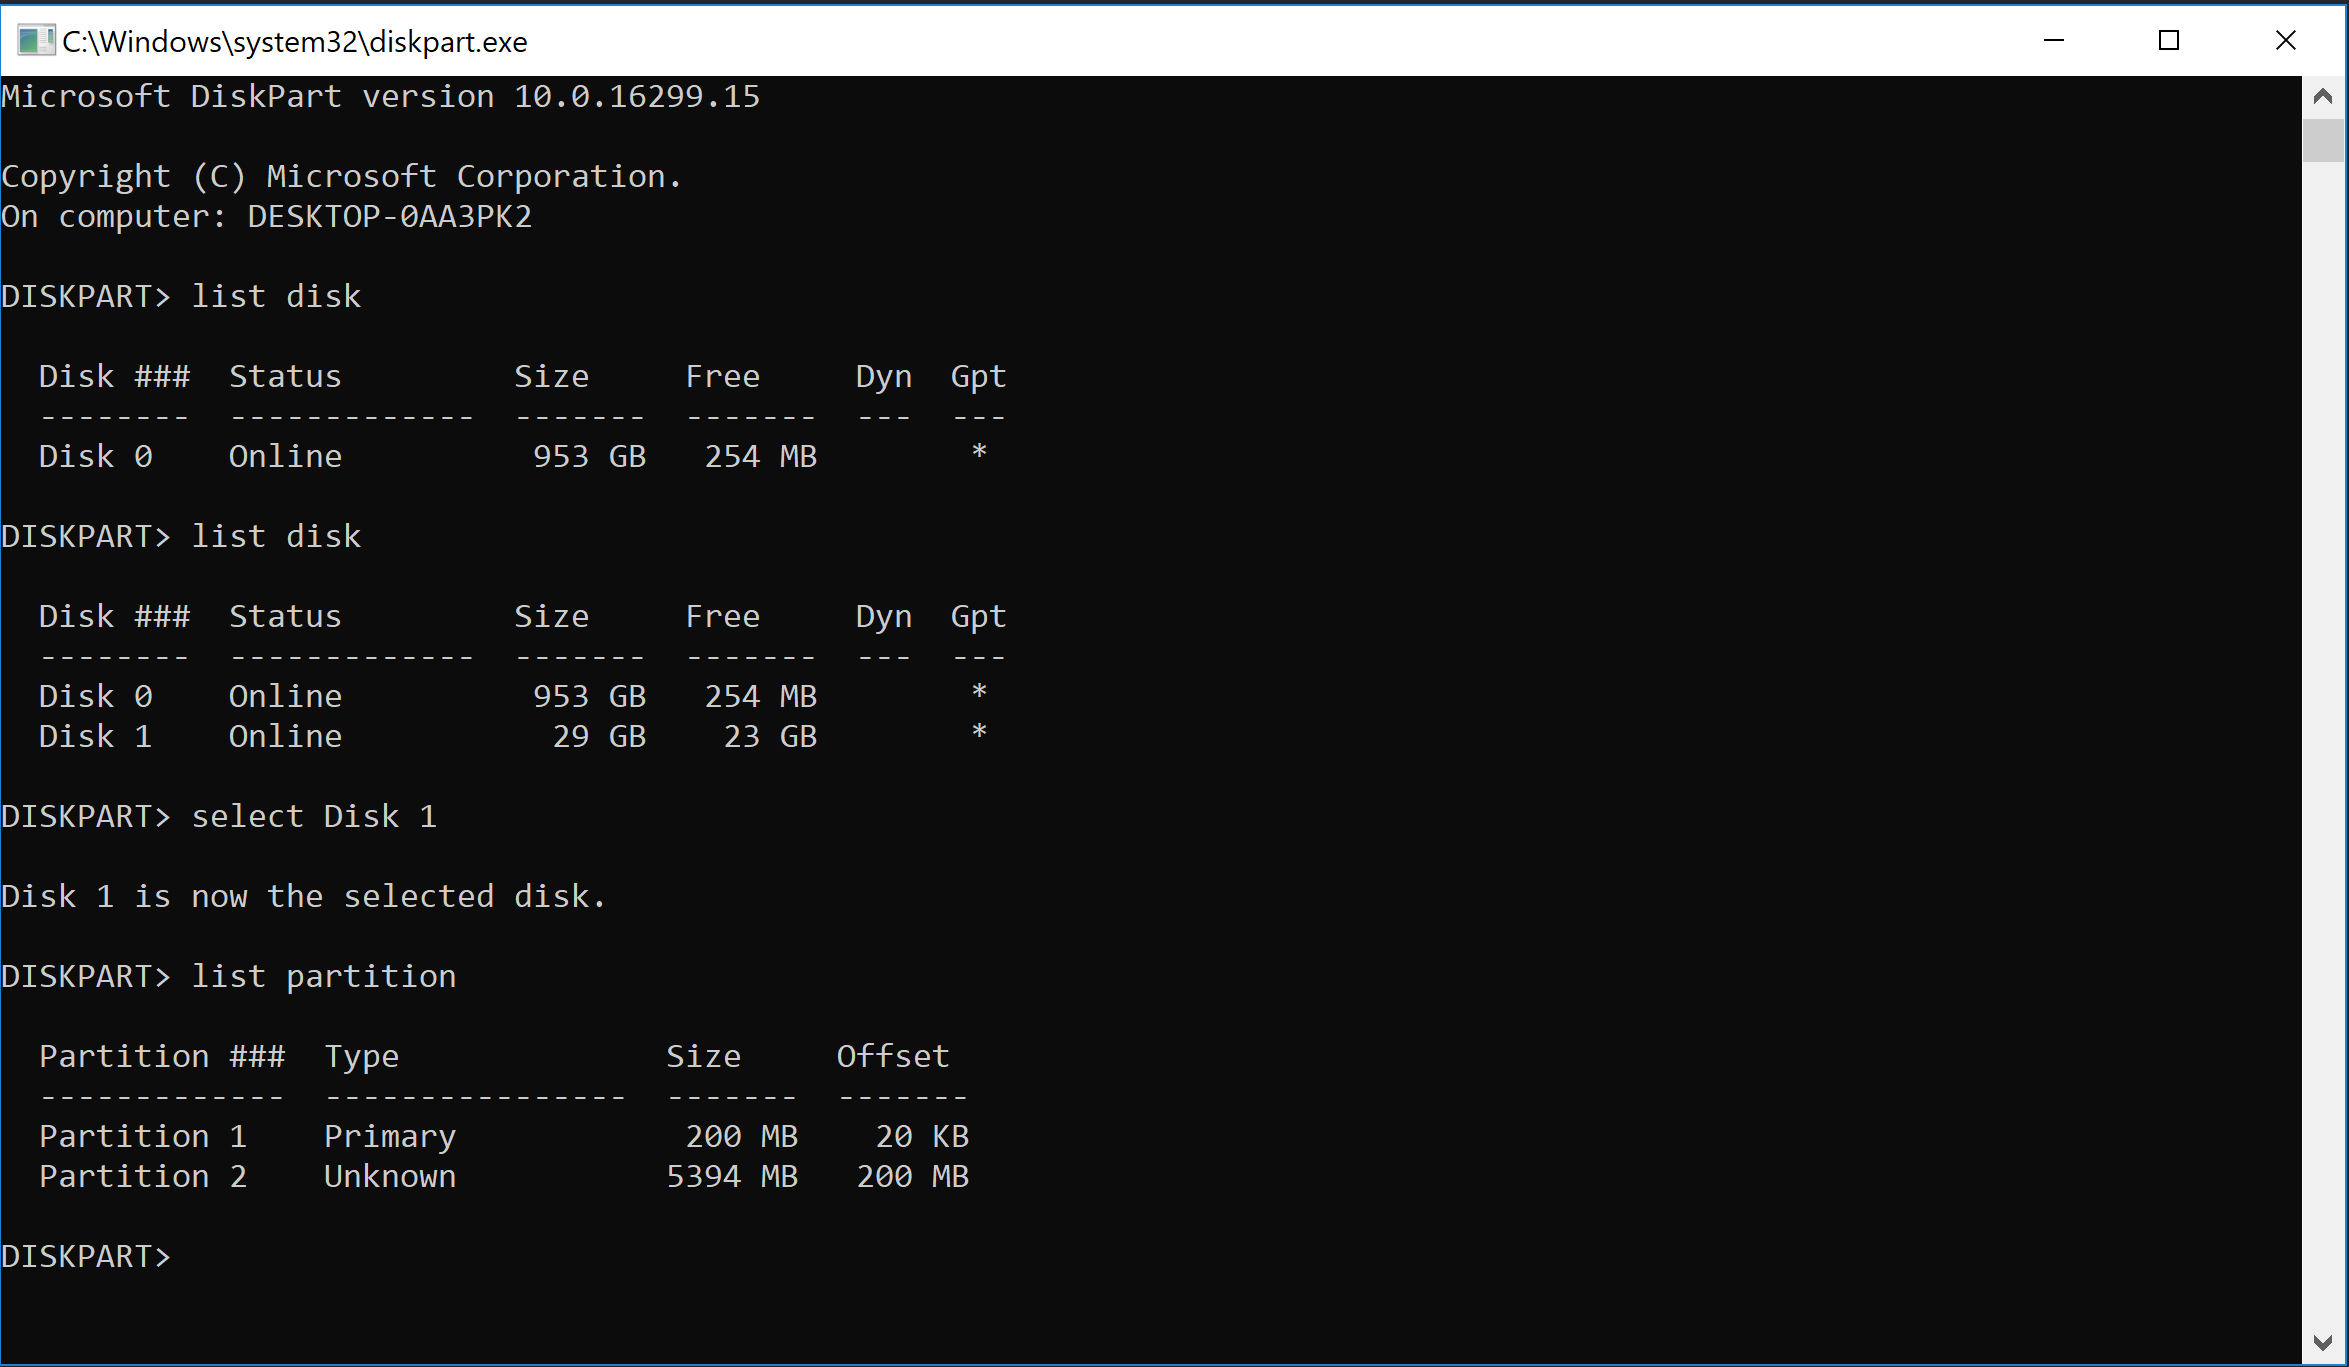 C:\Windows\system32\diskpart.exe
Microsoft DiskPart version 10.0.16299.15
Copyright (C) Microsoft Corporation.
On computer: DESKTOP-0AA3PK2
DISKPART> list disk
  Disk ###  Status         Size     Free     Dyn  Gpt
  --------  -------------  -------  -------  ---  ---
  Disk 0    Online          953 GB   254 MB        *
DISKPART> list disk
  Disk ###  Status         Size     Free     Dyn  Gpt
  --------  -------------  -------  -------  ---  ---
  Disk 0    Online          953 GB   254 MB        *
  Disk 1    Online           29 GB    23 GB        *
DISKPART> select Disk 1
Disk 1 is now the selected disk.
DISKPART> list partition
  Partition ###  Type              Size     Offset
  -------------  ----------------  -------  -------
  Partition 1    Primary            200 MB    20 KB
  Partition 2    Unknown           5394 MB   200 MB
DISKPART>